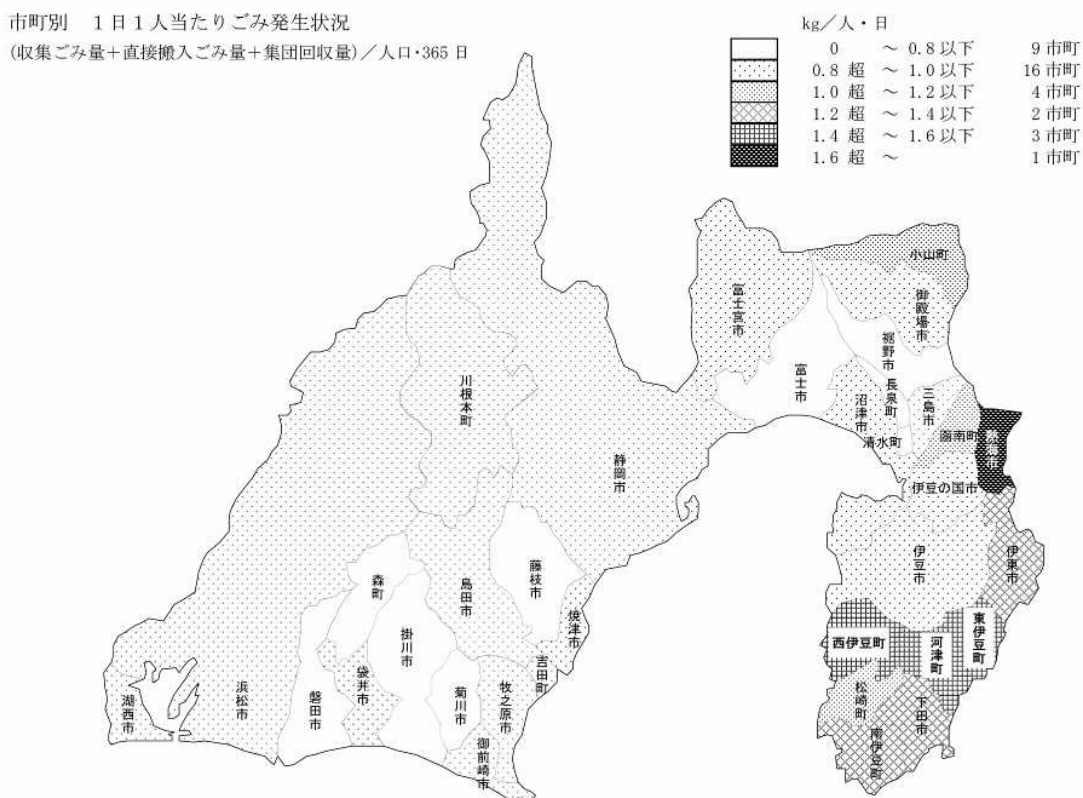 市町別 1日1人当たりごみ発生状況
(収集ごみ量＋直接搬入ごみ量＋集団回収量)／人口・365日
kg／人・日
0 ～ 0.8以下 9市町
0.8超 ～ 1.0以下 16市町
1.0超 ～ 1.2以下 4市町
1.2超 ～ 1.4以下 2市町
1.4超 ～ 1.6以下 3市町
1.6超 ～ 1市町
小山町
御殿場市
富士宮市
裾野市
富士市
長泉町
三島市
沼津市
清水町
函南町
熱海市
伊豆の国市
川根本町
静岡市
伊豆市
伊東市
藤枝市
森町
島田市
焼津市
掛川市
東伊豆町
西伊豆町
河津町
吉田町
袋井市
菊川市
牧之原市
浜松市
湖西市
磐田市
松崎町
下田市
御前崎市
南伊豆町